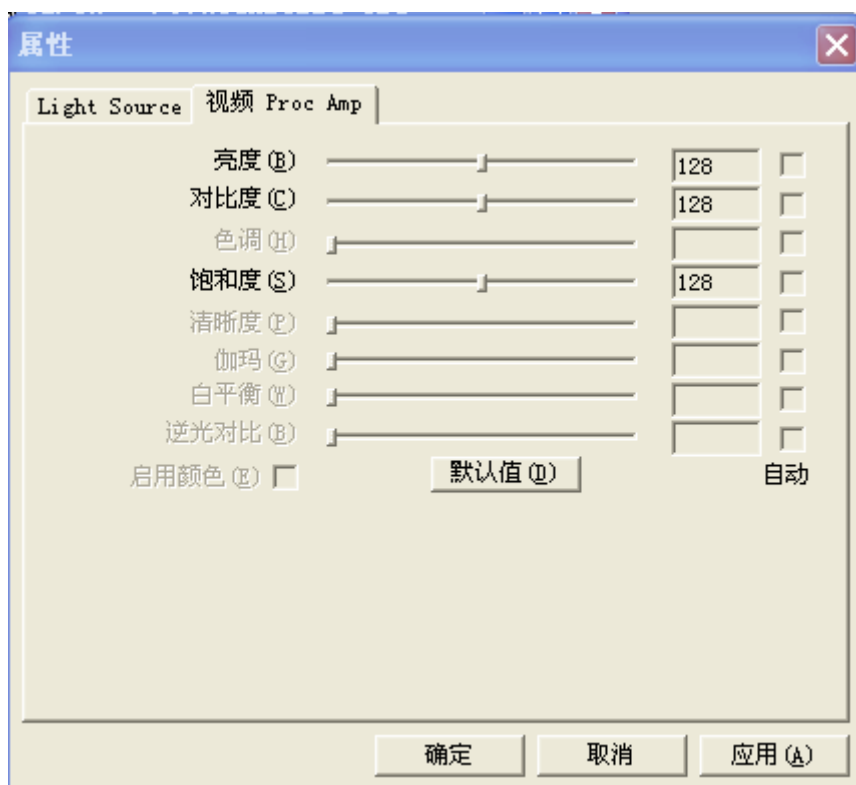 属性
Light Source 视频 Proc Amp
亮度(B) 128
对比度(C) 128
色调(H)
饱和度(S) 128
清晰度(P)
伽玛(G)
白平衡(W)
逆光对比(B)
启用颜色(E) 默认值(D) 自动
确定 取消 应用(A)